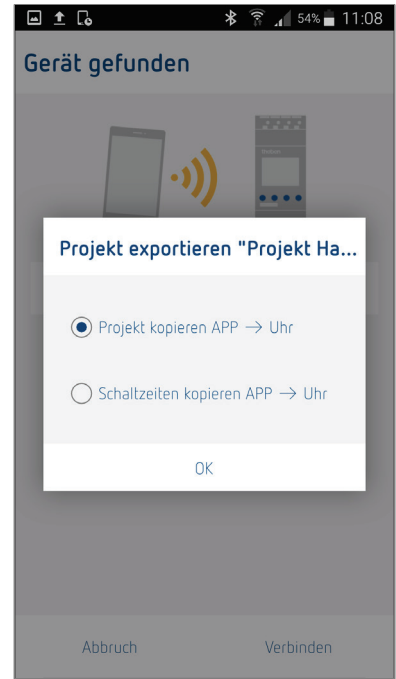 54% 11:08
Gerät gefunden
Projekt exportieren "Projekt Ha...
Projekt kopieren APP → Uhr
Schaltzeiten kopieren APP → Uhr
OK
Abbruch Verbinden